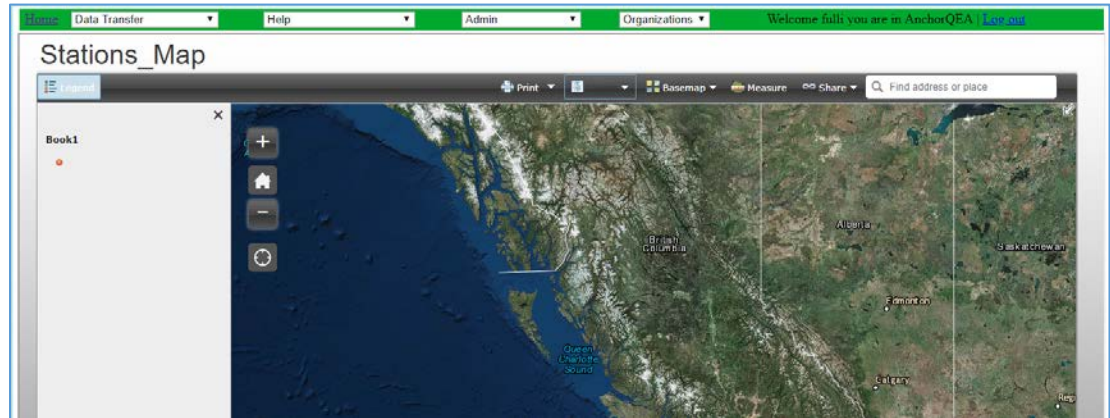 Home Data Transfer Help Admin Organizations Welcome fulli you are in AnchorQEA | Log out
Stations_Map
Legend Print Basemap Measure Share Find address or place
Book1
Alberta
British
Columbia
Saskatchewan
Edmonton
Queen
Charlotte
Sound
Calgary